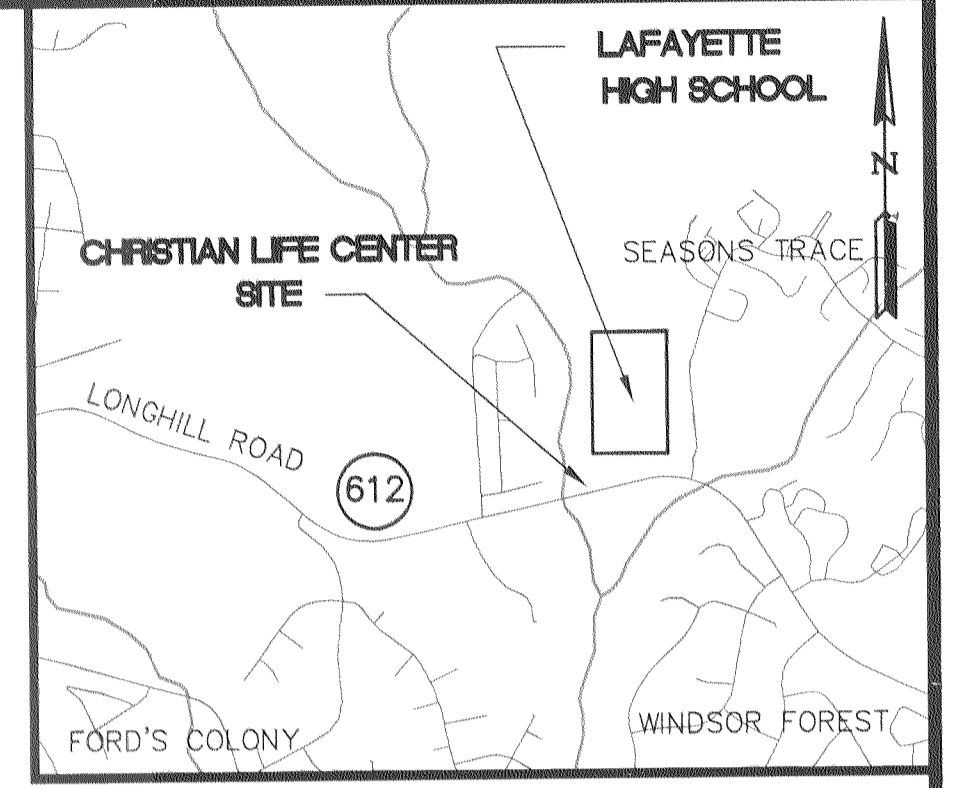 LAFAYETTE
HIGH SCHOOL
N
SEASONS TRACE
CHRISTIAN LIFE CENTER
SITE
LONGHILL ROAD
612
WINDSOR FOREST
FORD'S COLONY